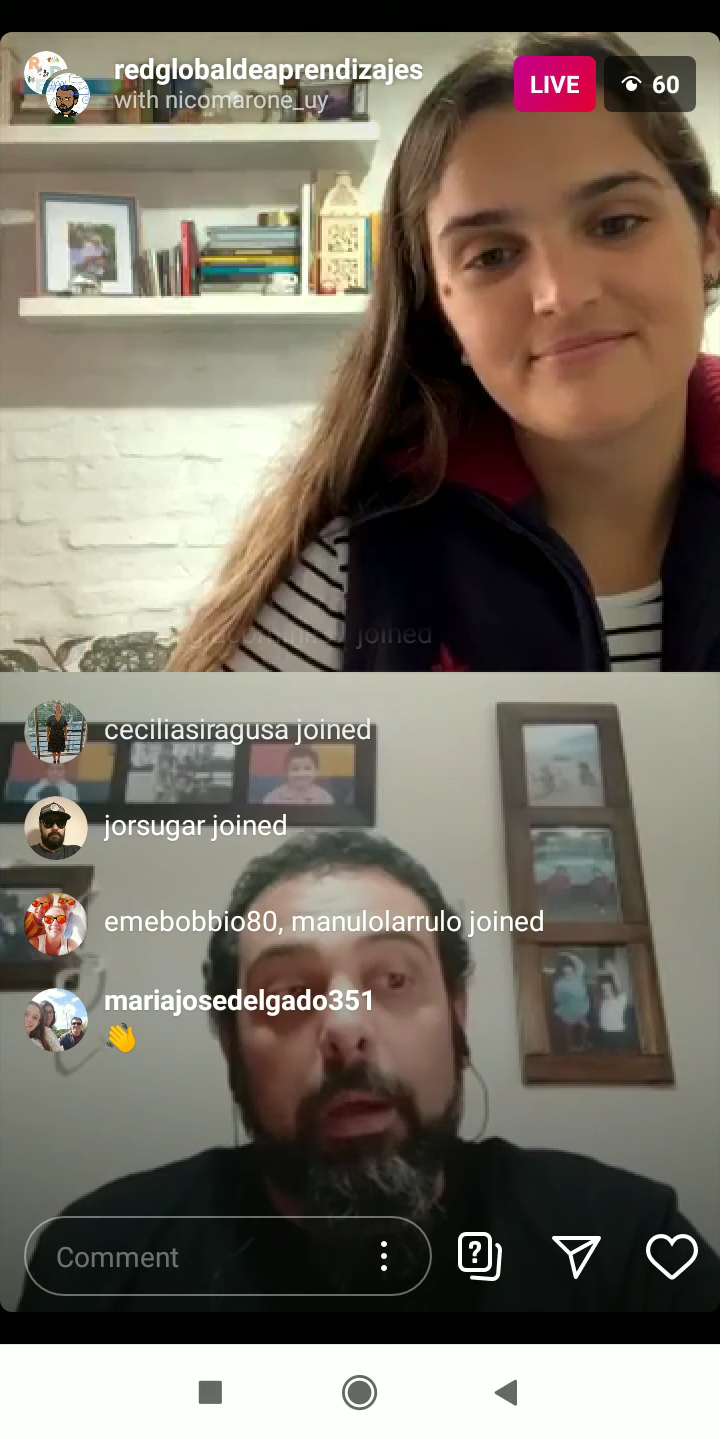 redglobaldeaprendizajes
with nicomarone_uy
LIVE
60
joined
ceciliasiragusa joined
jorsugar joined
emebobbio80, manulolarrulo joined
mariajosedelgado351
👋
Comment